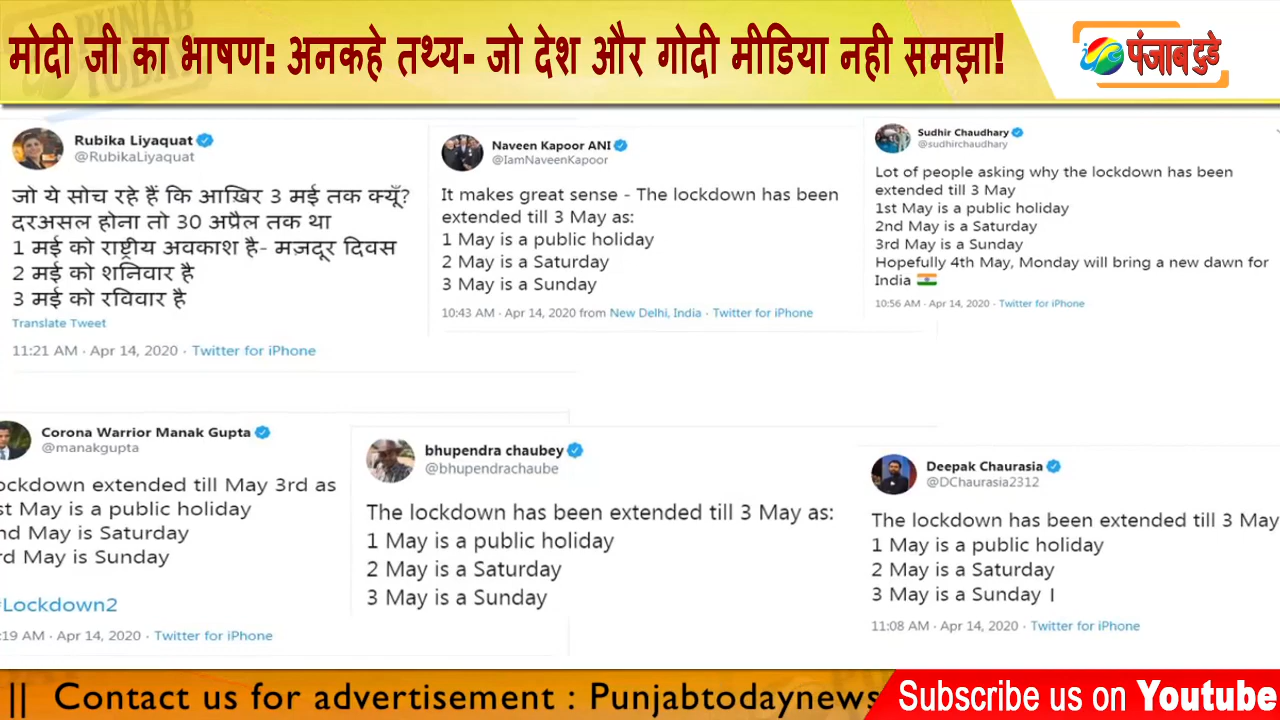 मोदी जी का भाषण: अनकहे तथ्य- जो देश और गोदी मीडिया नही समझा!
पंजाब टुडे
Rubika Liyaquat
@RubikaLiyaquat
जो ये सोच रहे हैं कि आख़िर 3 मई तक क्यूँ?
दरअसल होना तो 30 अप्रैल तक था
1 मई को राष्ट्रीय अवकाश है- मज़दूर दिवस
2 मई को शनिवार है
3 मई को रविवार है
Translate Tweet
11:21 AM · Apr 14, 2020 · Twitter for iPhone
Naveen Kapoor ANI
@IamNaveenKapoor
It makes great sense - The lockdown has been
extended till 3 May as:
1 May is a public holiday
2 May is a Saturday
3 May is a Sunday
10:43 AM · Apr 14, 2020 from New Delhi, India · Twitter for iPhone
Sudhir Chaudhary
@sudhirchaudhary
Lot of people asking why the lockdown has been
extended till 3 May
1st May is a public holiday
2nd May is a Saturday
3rd May is a Sunday
Hopefully 4th May, Monday will bring a new dawn for
India 🇮🇳
10:56 AM · Apr 14, 2020 · Twitter for iPhone
Corona Warrior Manak Gupta
@manakgupta
ockdown extended till May 3rd as
st May is a public holiday
nd May is Saturday
rd May is Sunday
#Lockdown2
:19 AM · Apr 14, 2020 · Twitter for iPhone
bhupendra chaubey
@bhupendrachaube
The lockdown has been extended till 3 May as:
1 May is a public holiday
2 May is a Saturday
3 May is a Sunday
Deepak Chaurasia
@DChaurasia2312
The lockdown has been extended till 3 May
1 May is a public holiday
2 May is a Saturday
3 May is a Sunday I
11:08 AM · Apr 14, 2020 · Twitter for iPhone
|| Contact us for advertisement : Punjabtodaynews
Subscribe us on Youtube